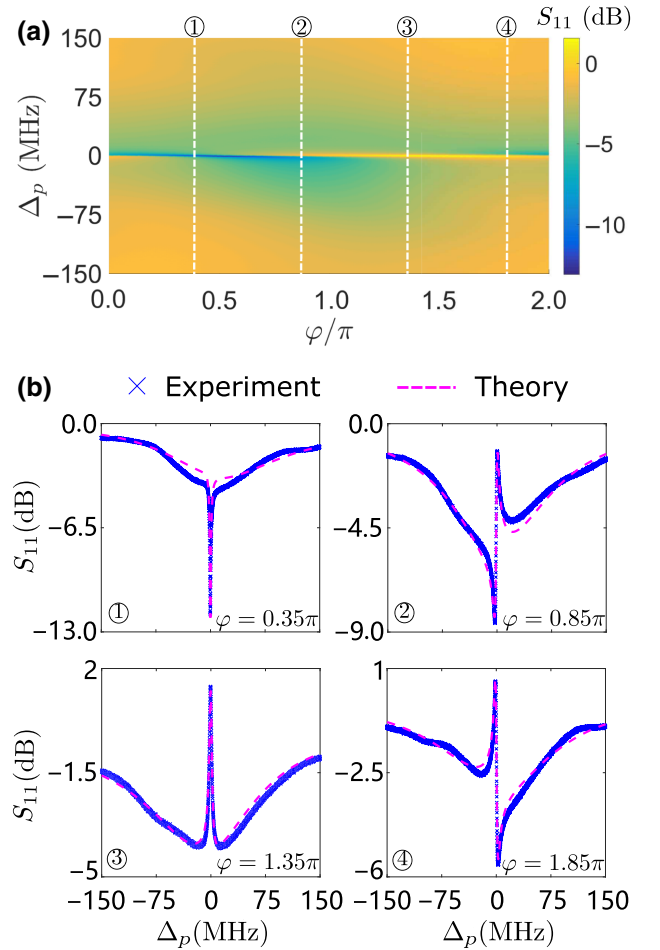 (a) ① ② ③ ④ S₁₁ (dB)
150
75
0
−75
−150
Δₚ (MHz)
0
−5
−10
0.0 0.5 1.0 1.5 2.0
φ/π
(b) × Experiment --- Theory
0.0
−6.5
−13.0
S₁₁(dB)
① φ = 0.35π
0.0
−4.5
−9.0
② φ = 0.85π
2
−1.5
−5
S₁₁(dB)
③ φ = 1.35π
−150 −75 0 75 150
Δₚ(MHz)
1
−2.5
−6
④ φ = 1.85π
−150 −75 0 75 150
Δₚ(MHz)